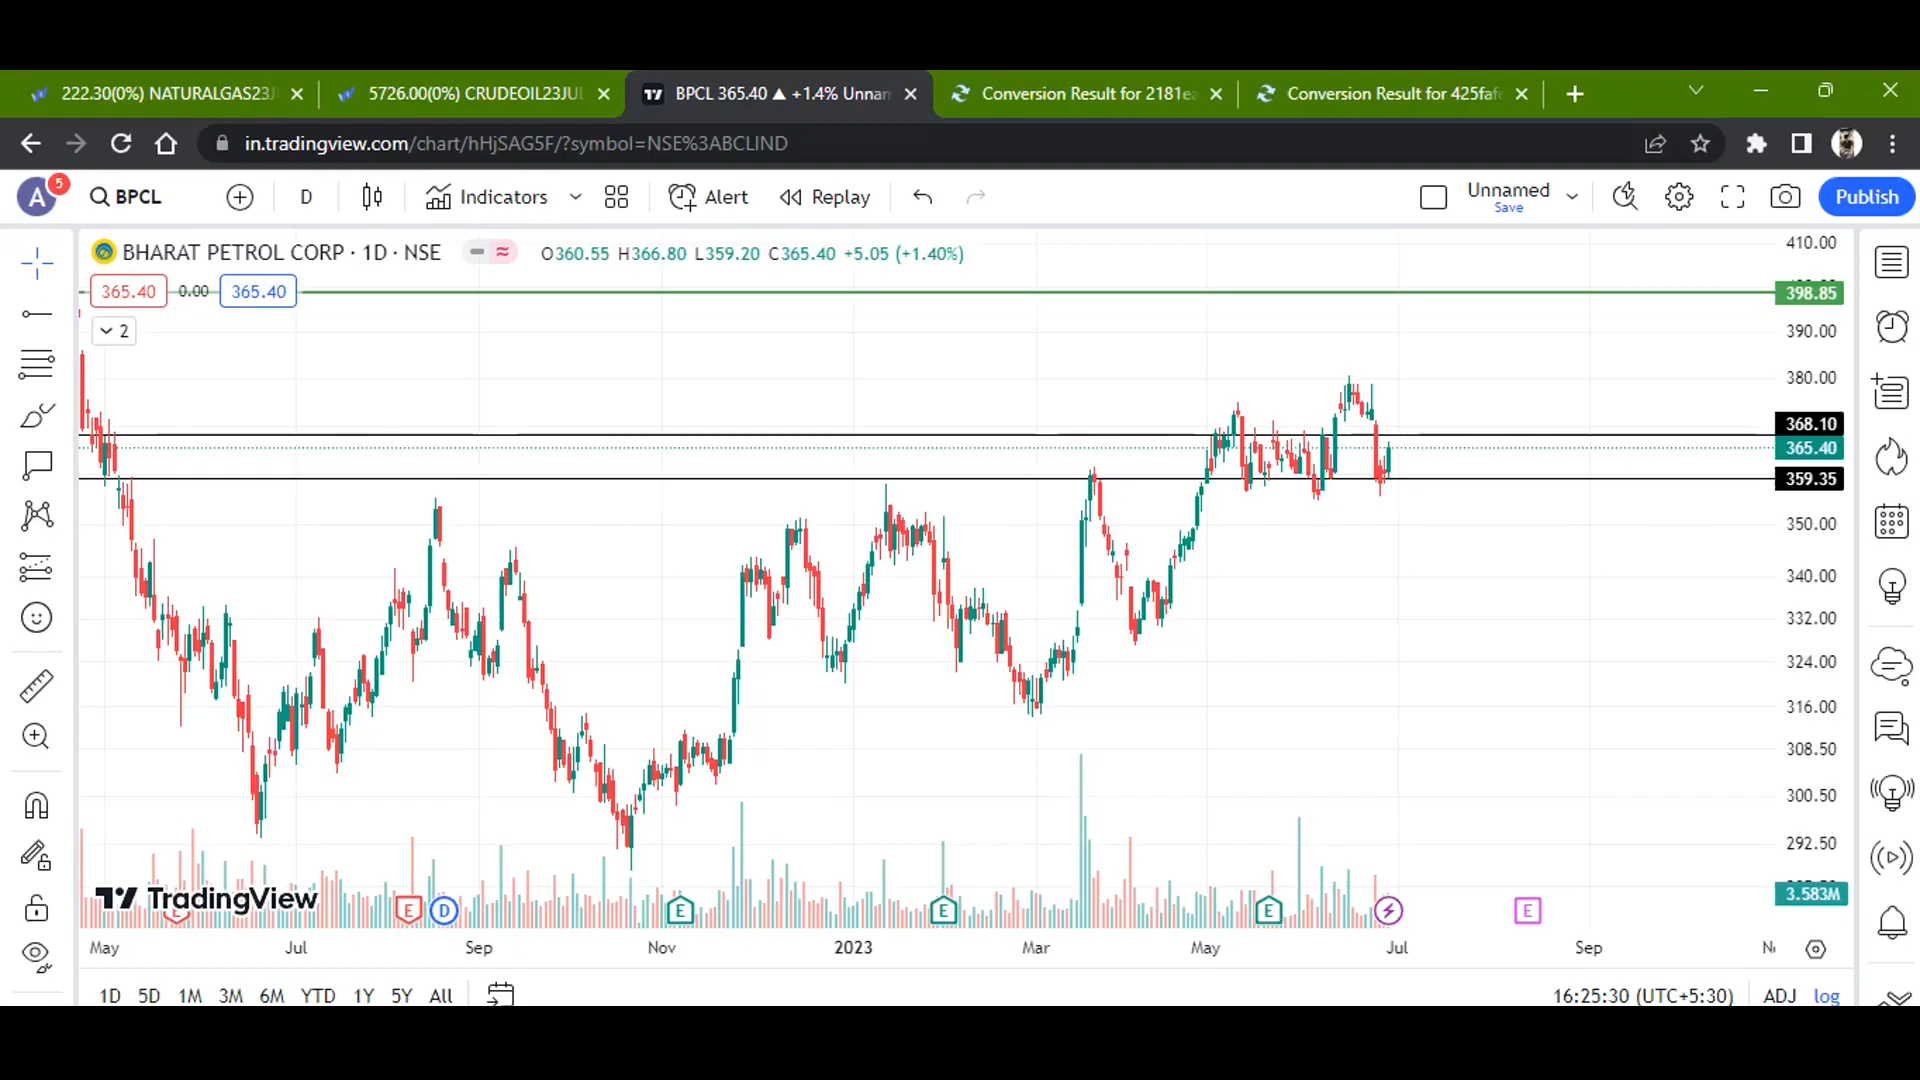 222.30(0%) NATURALGAS23J
5726.00(0%) CRUDEOIL23JUL
BPCL 365.40 ▲ +1.4% Unnan
Conversion Result for 2181ea
Conversion Result for 425fafe
in.tradingview.com/chart/hHjSAG5F/?symbol=NSE%3ABCLIND
A 5 BPCL D Indicators Alert Replay Unnamed Save Publish
BHARAT PETROL CORP · 1D · NSE O360.55 H366.80 L359.20 C365.40 +5.05 (+1.40%)
365.40 0.00 365.40
2
410.00
398.85
390.00
380.00
368.10
365.40
359.35
350.00
340.00
332.00
324.00
316.00
308.50
300.50
292.50
3.583M
TradingView
E E D E E E E
May Jul Sep Nov 2023 Mar May Jul Sep
1D 5D 1M 3M 6M YTD 1Y 5Y All 16:25:30 (UTC+5:30) ADJ log